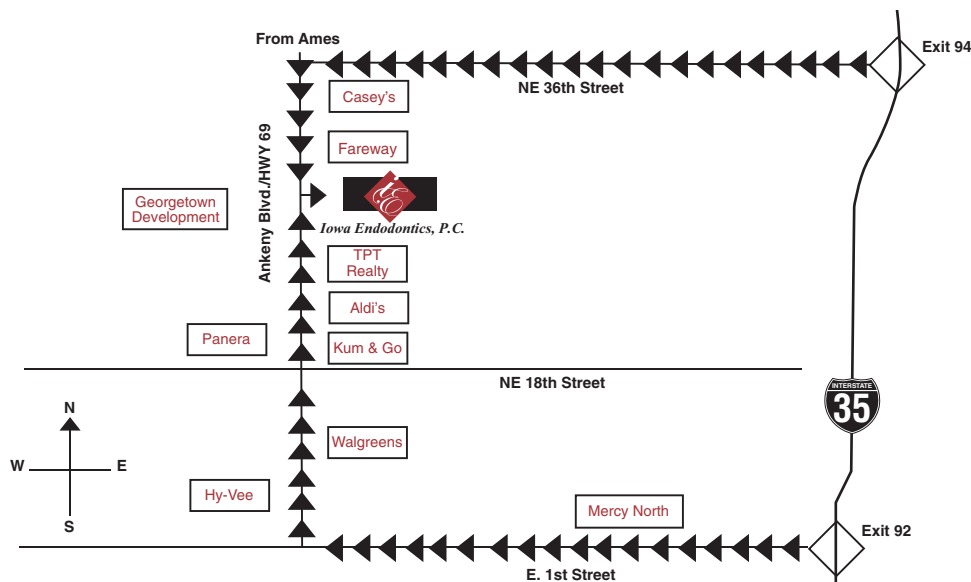 From Ames
Exit 94
NE 36th Street
Casey's
Ankeny Blvd./HWY 69
Fareway
Georgetown
Development
iE
Iowa Endodontics, P.C.
TPT
Realty
Aldi's
Panera
Kum & Go
NE 18th Street
INTERSTATE
35
N
W
E
S
Walgreens
Hy-Vee
Mercy North
Exit 92
E. 1st Street